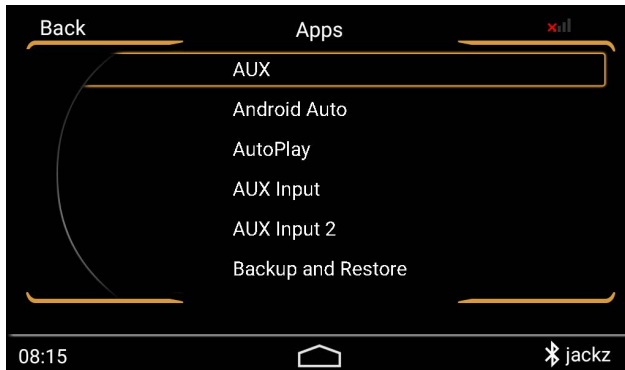 Back Apps
AUX
Android Auto
AutoPlay
AUX Input
AUX Input 2
Backup and Restore
08:15 jackz